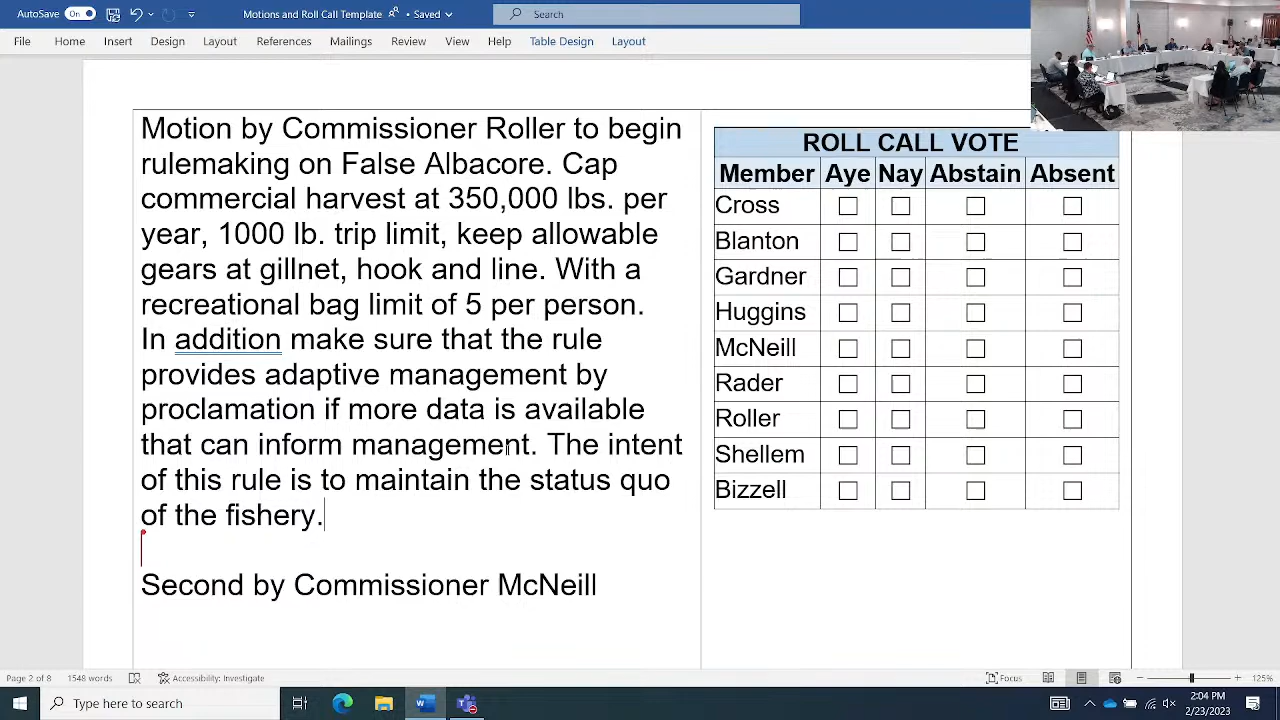 AutoSave On
Motions and Roll Call Template
• Saved
Search
File Home Insert Design Layout References Mailings Review View Help Table Design Layout
Motion by Commissioner Roller to begin
rulemaking on False Albacore. Cap
commercial harvest at 350,000 lbs. per
year, 1000 lb. trip limit, keep allowable
gears at gillnet, hook and line. With a
recreational bag limit of 5 per person.
In addition make sure that the rule
provides adaptive management by
proclamation if more data is available
that can inform management. The intent
of this rule is to maintain the status quo
of the fishery.
Second by Commissioner McNeill
ROLL CALL VOTE
Member Aye Nay Abstain Absent
Cross
Blanton
Gardner
Huggins
McNeill
Rader
Roller
Shellem
Bizzell
Page 2 of 8 1548 words Accessibility: Investigate Focus 125%
Type here to search
2:04 PM
2/23/2023